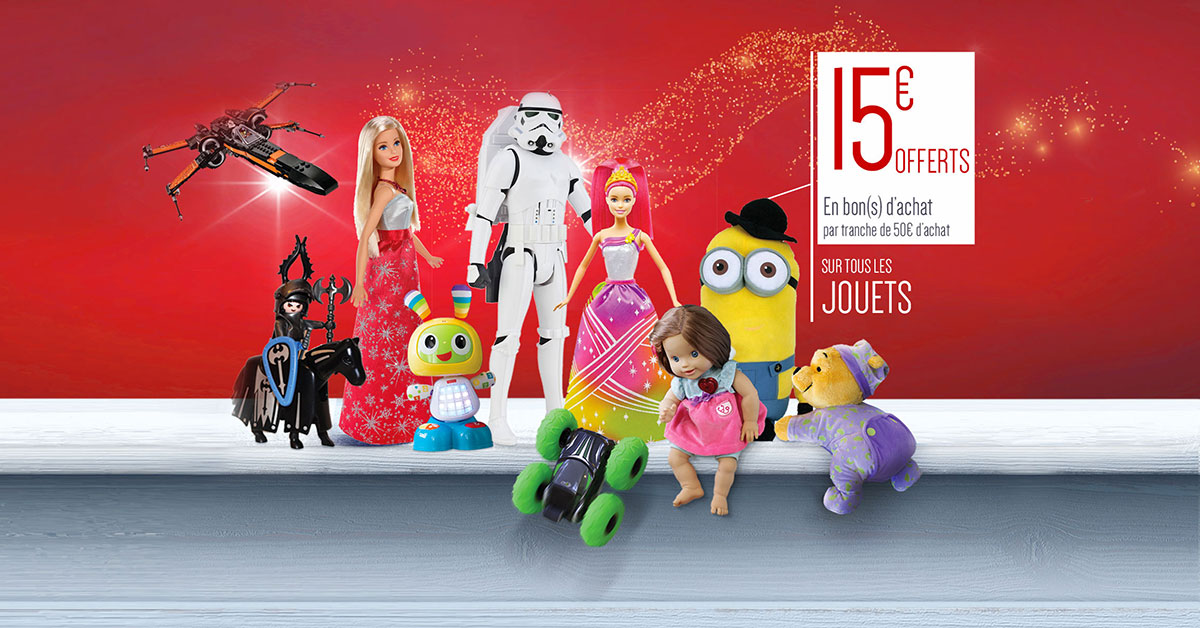 15€
OFFERTS
En bon(s) d'achat
par tranche de 50€ d'achat
SUR TOUS LES
JOUETS